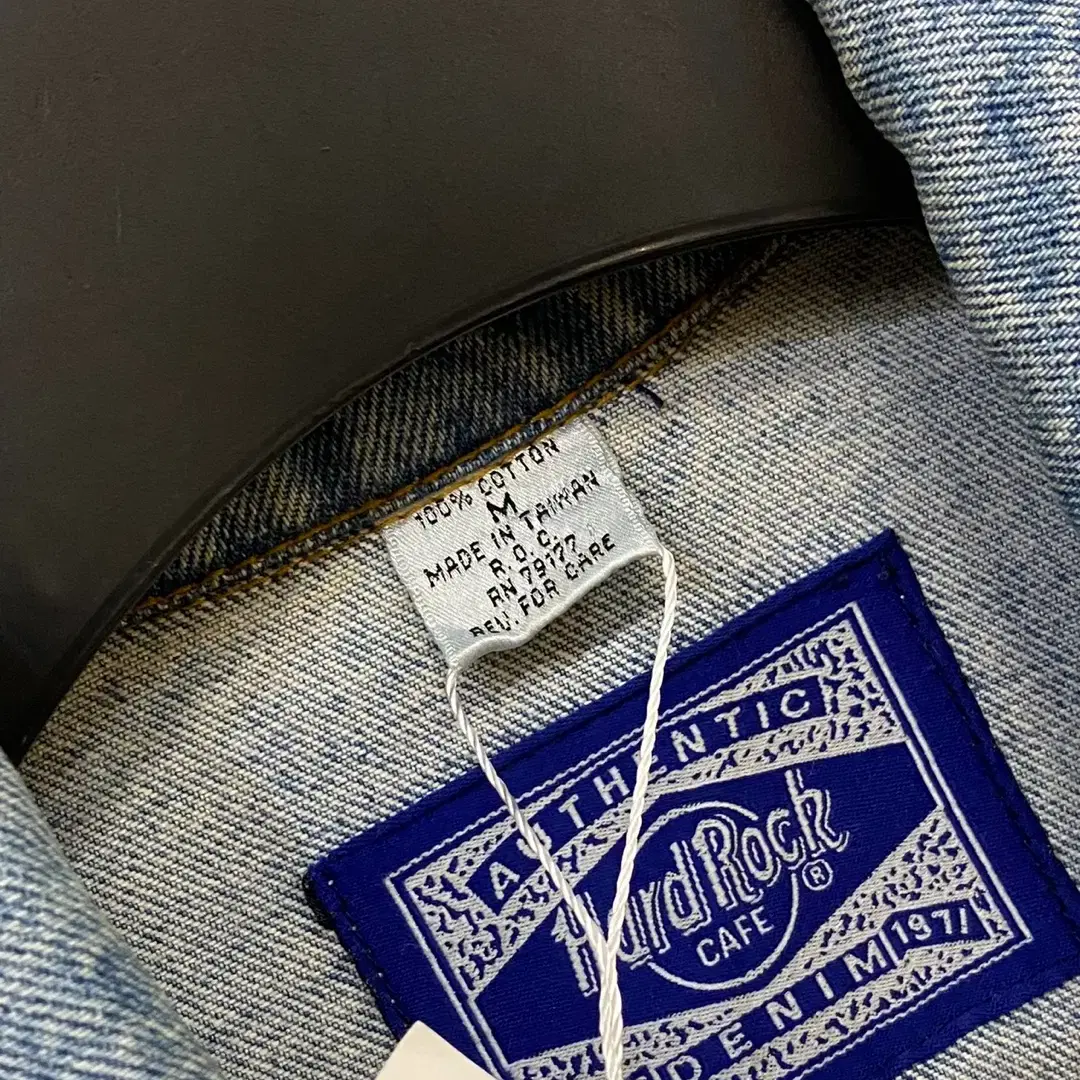 100% COTTON
M
MADE IN TAIWAN
R.O.C.
RN 79177
REV. FOR CARE
AUTHENTIC
Hard Rock ®
CAFE
DENIM 1971